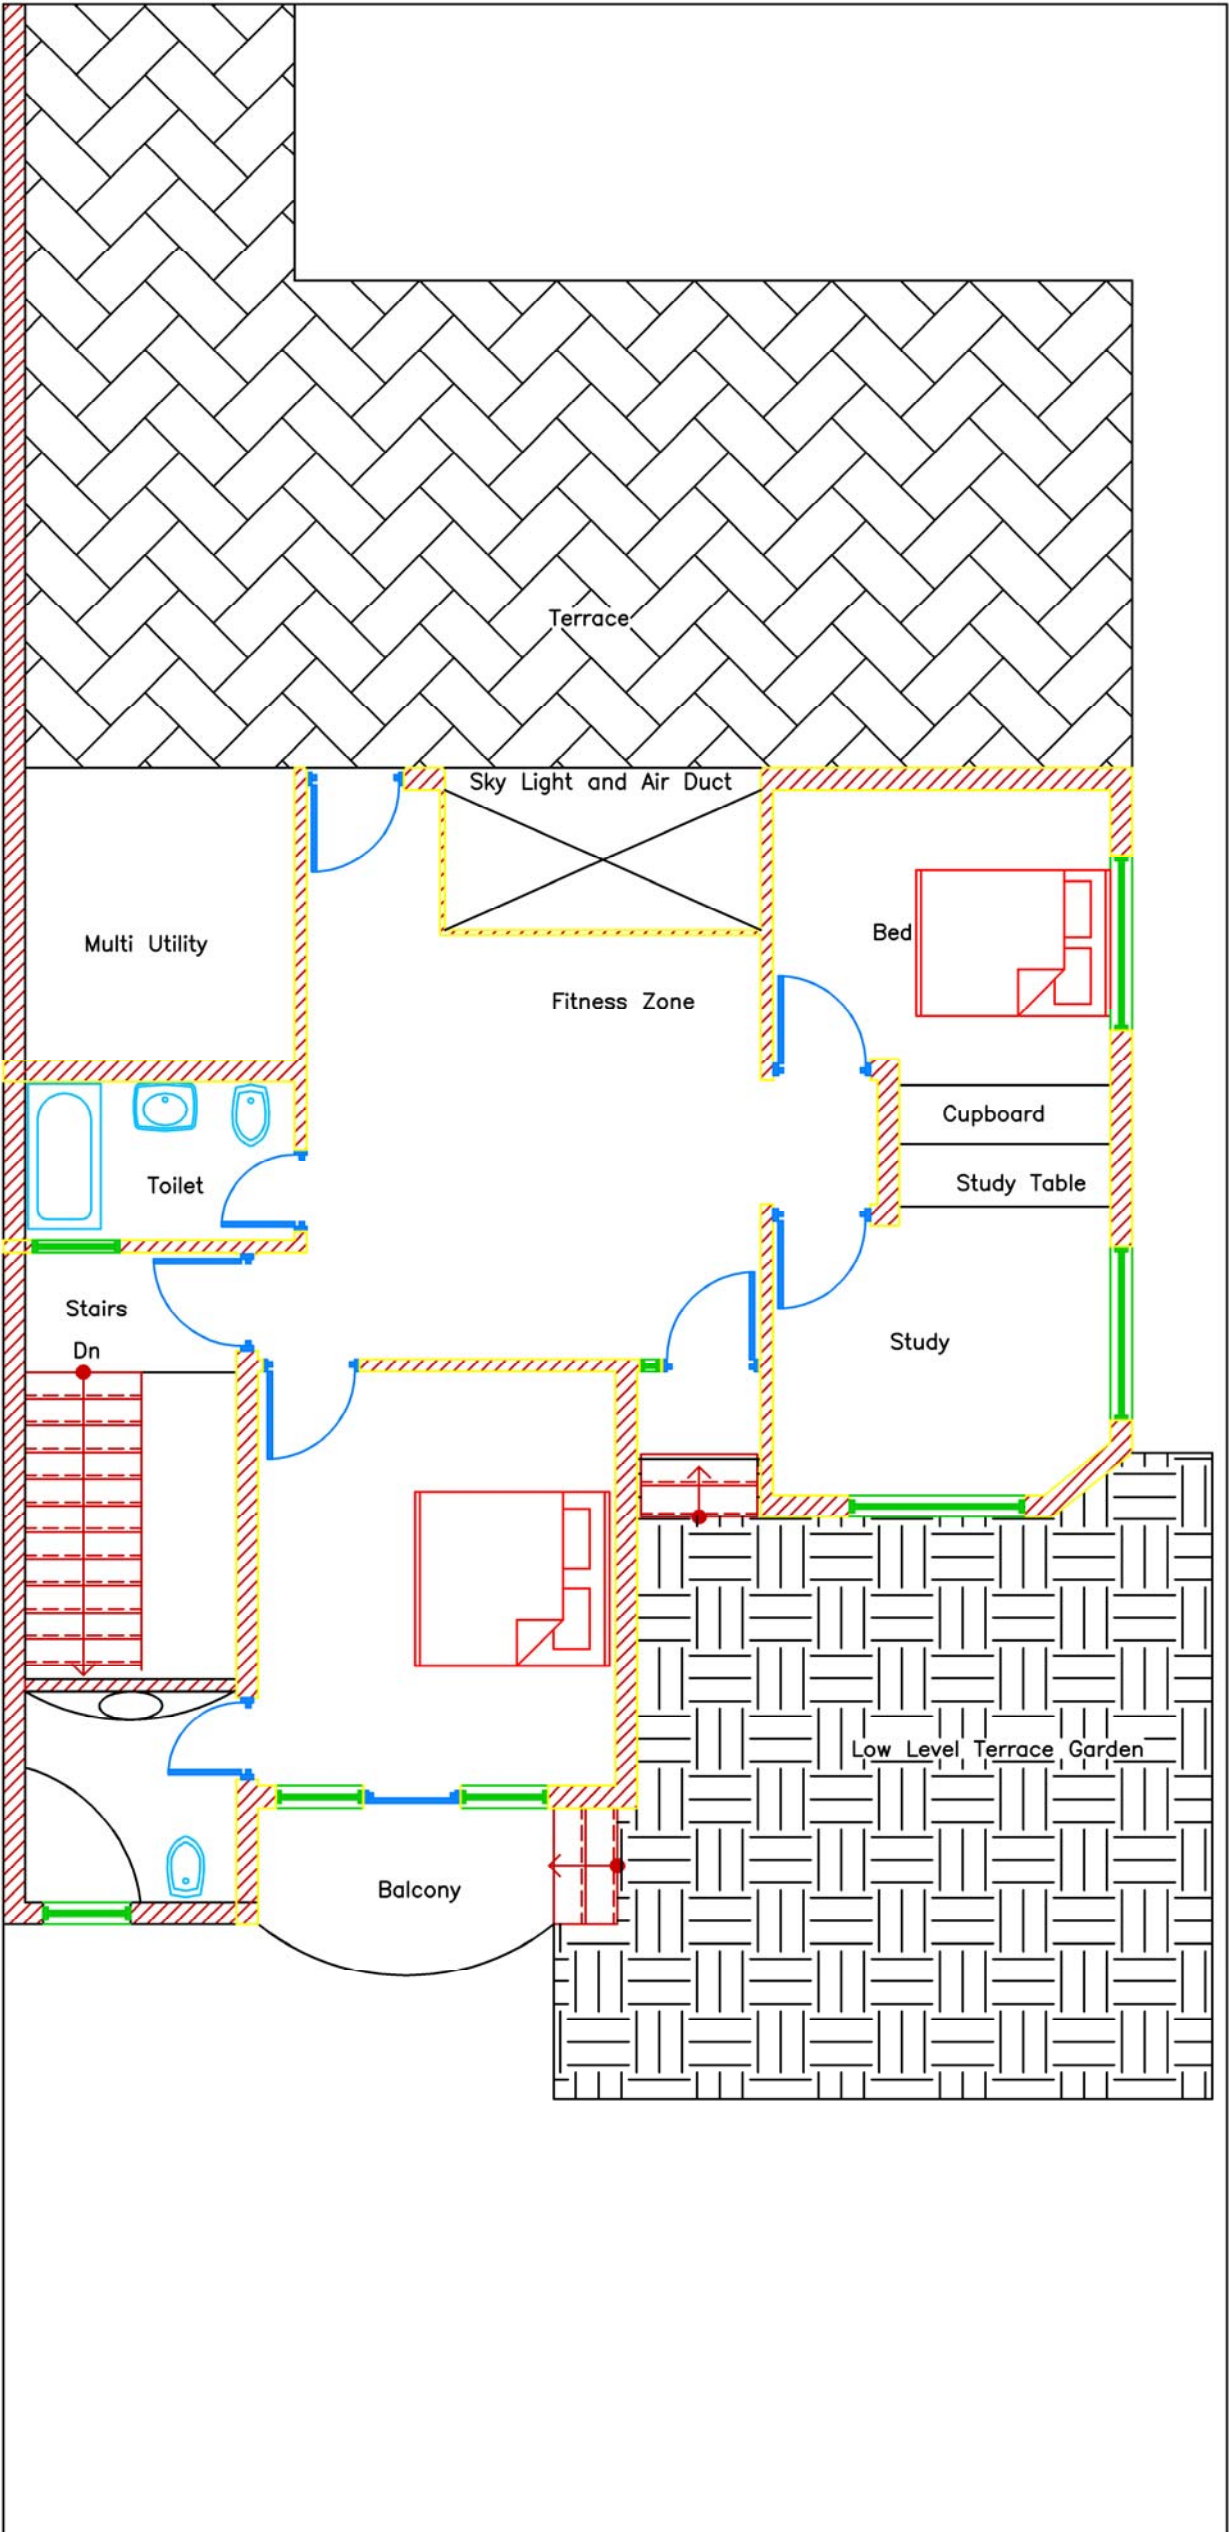 Terrace
Sky Light and Air Duct
Multi Utility
Bed
Fitness Zone
Cupboard
Toilet
Study Table
Stairs
Dn
Study
Low Level Terrace Garden
Balcony